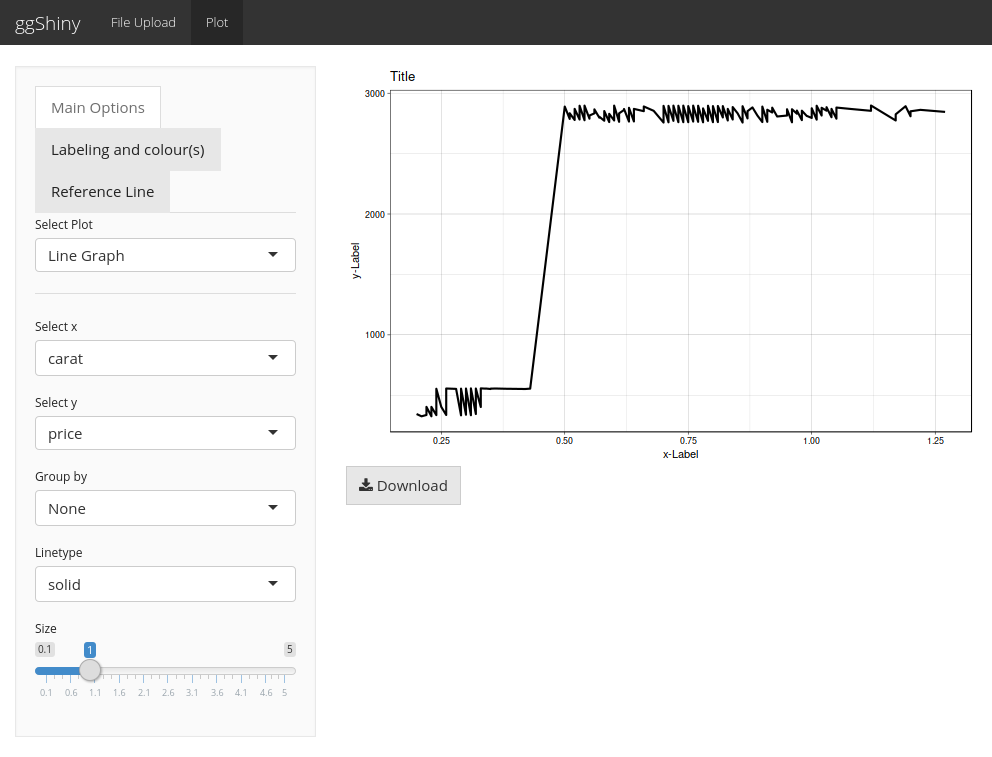 ggShiny File Upload Plot
Main Options
Labeling and colour(s)
Reference Line
Select Plot
Line Graph
Select x
carat
Select y
price
Group by
None
Linetype
solid
Size
0.1 1 5
0.1 0.6 1.1 1.6 2.1 2.6 3.1 3.6 4.1 4.6 5
Title
3000
2000
1000
y-Label
0.25 0.50 0.75 1.00 1.25
x-Label
Download